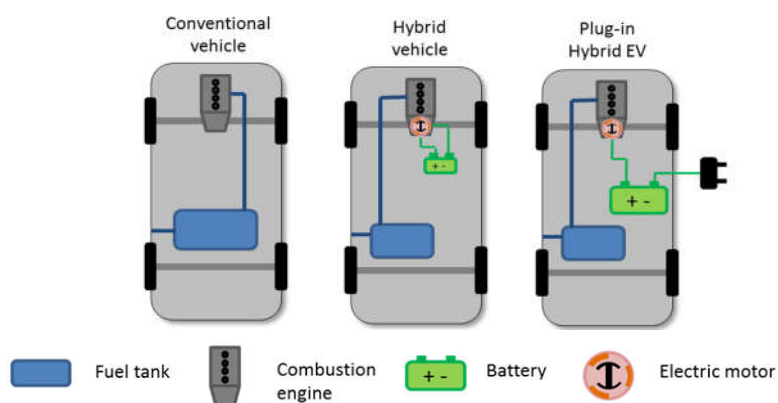 Conventional
vehicle
Hybrid
vehicle
Plug-in
Hybrid EV
+ -
+ -
Fuel tank
Combustion
engine
+ -
Battery
Electric motor